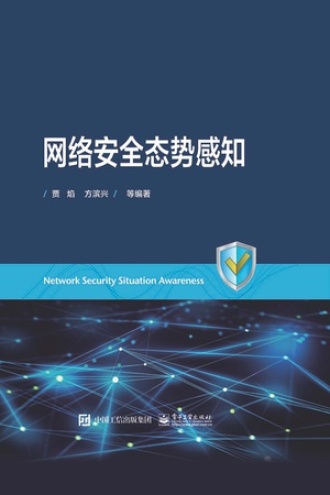 网络安全态势感知
/ 贾 焰 方滨兴 / 等编著
Network Security Situation Awareness
中国工信出版集团 电子工业出版社